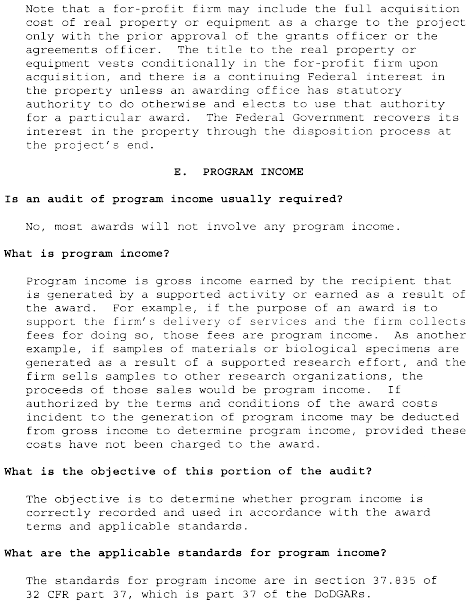 Note that a for-profit firm may include the full acquisition
cost of real property or equipment as a charge to the project
only with the prior approval of the grants officer or the
agreements officer. The title to the real property or
equipment vests conditionally in the for-profit firm upon
acquisition, and there is a continuing Federal interest in
the property unless an awarding office has statutory
authority to do otherwise and elects to use that authority
for a particular award. The Federal Government recovers its
interest in the property through the disposition process at
the project's end.
E. PROGRAM INCOME
Is an audit of program income usually required?
No, most awards will not involve any program income.
What is program income?
Program income is gross income earned by the recipient that
is generated by a supported activity or earned as a result of
the award. For example, if the purpose of an award is to
support the firm's delivery of services and the firm collects
fees for doing so, those fees are program income. As another
example, if samples of materials or biological specimens are
generated as a result of a supported research effort, and the
firm sells samples to other research organizations, the
proceeds of those sales would be program income. If
authorized by the terms and conditions of the award costs
incident to the generation of program income may be deducted
from gross income to determine program income, provided these
costs have not been charged to the award.
What is the objective of this portion of the audit?
The objective is to determine whether program income is
correctly recorded and used in accordance with the award
terms and applicable standards.
What are the applicable standards for program income?
The standards for program income are in section 37.835 of
32 CFR part 37, which is part 37 of the DoDGARs.